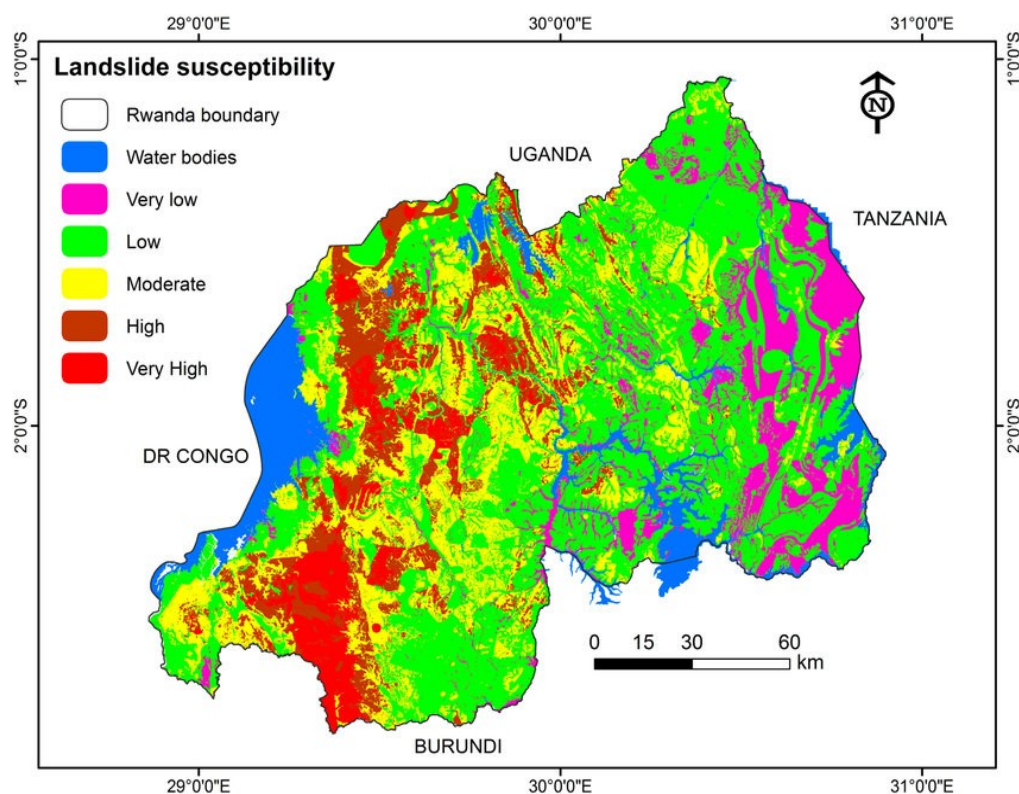 29°0'0"E
30°0'0"E
31°0'0"E
1°0'0"S
1°0'0"S
Landslide susceptibility
Rwanda boundary
Water bodies
Very low
Low
Moderate
High
Very High
N
UGANDA
TANZANIA
2°0'0"S
2°0'0"S
DR CONGO
0 15 30 60
km
BURUNDI
29°0'0"E
30°0'0"E
31°0'0"E